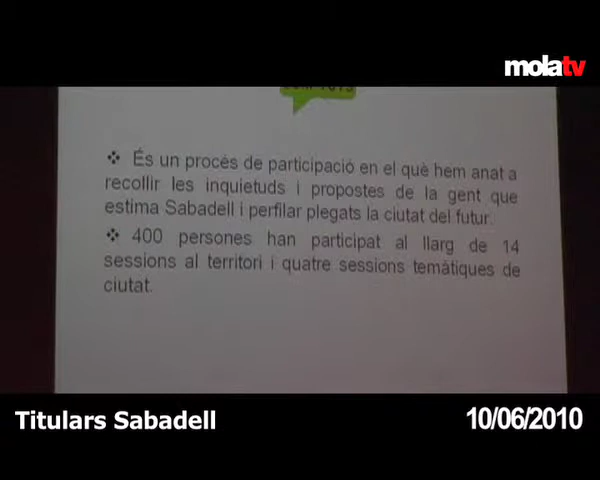 molatv
❖ És un procés de participació en el què hem anat a
recollir les inquietuds i propostes de la gent que
estima Sabadell i perfilar plegats la ciutat del futur.
❖ 400 persones han participat al llarg de 14
sessions al territori i quatre sessions temàtiques de
ciutat.
Titulars Sabadell
10/06/2010